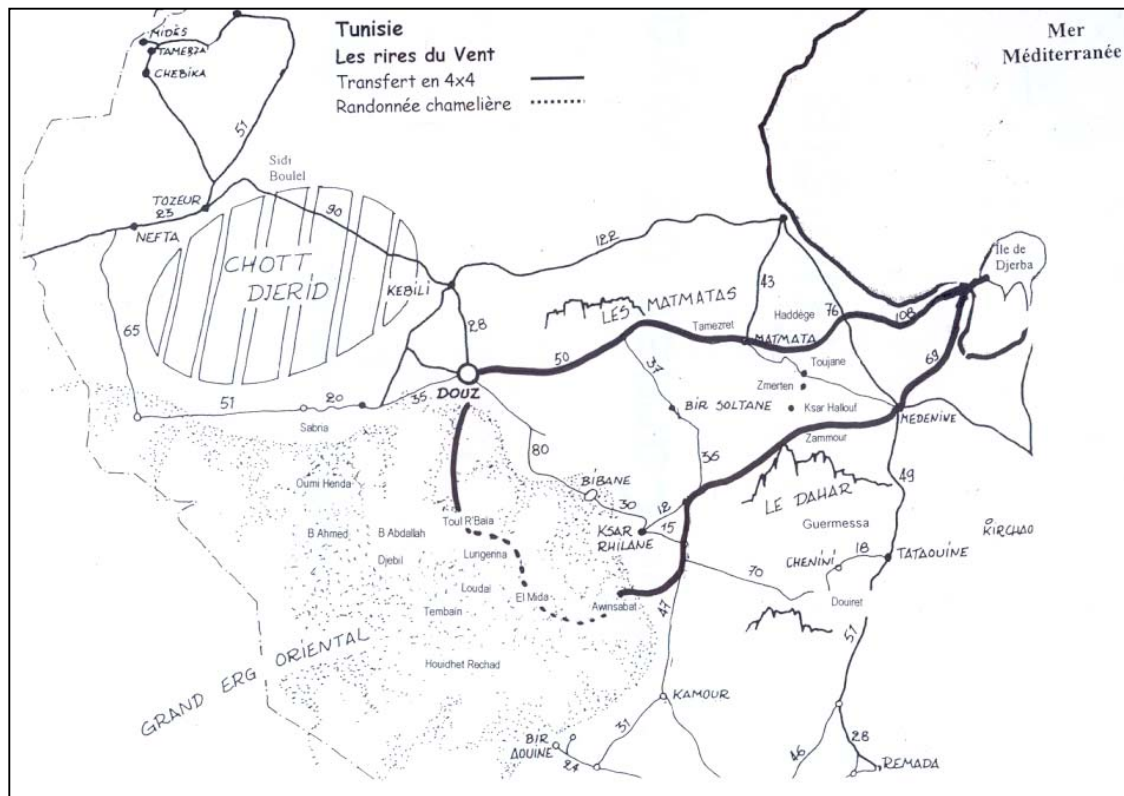 Tunisie
Les rires du Vent
Transfert en 4x4
Randonnée chamelière
Mer
Méditerranée
MIDÈS
TAMERZA
CHEBIKA
51
Sidi
Boulel
TOZEUR
23
NEFTA
90
CHOTT
DJERID
KEBILI
122
65
28
LES MATMATAS
43
Haddège
76
108
Île de
Djerba
Tamezret
MATMATA
50
37
Toujane
69
Zmerten
DOUZ
35
51
20
Sabria
BIR SOLTANE
Ksar Hallouf
MEDENINE
Zammour
80
56
49
BIBANE
Oumi Henda
30
12
LE DAHAR
Toul R'Baia
KSAR
RHILANE
15
Guermessa
KIRCHAO
B Ahmed
B Abdallah
Lungenna
Djebil
CHENINI
18
TATAOUINE
70
Loudai
El Mida
Awinsabat
Douiret
Tembain
47
51
GRAND ERG ORIENTAL
Houidhet Rechad
KAMOUR
31
BIR
AOUINE
24
46
28
REMADA